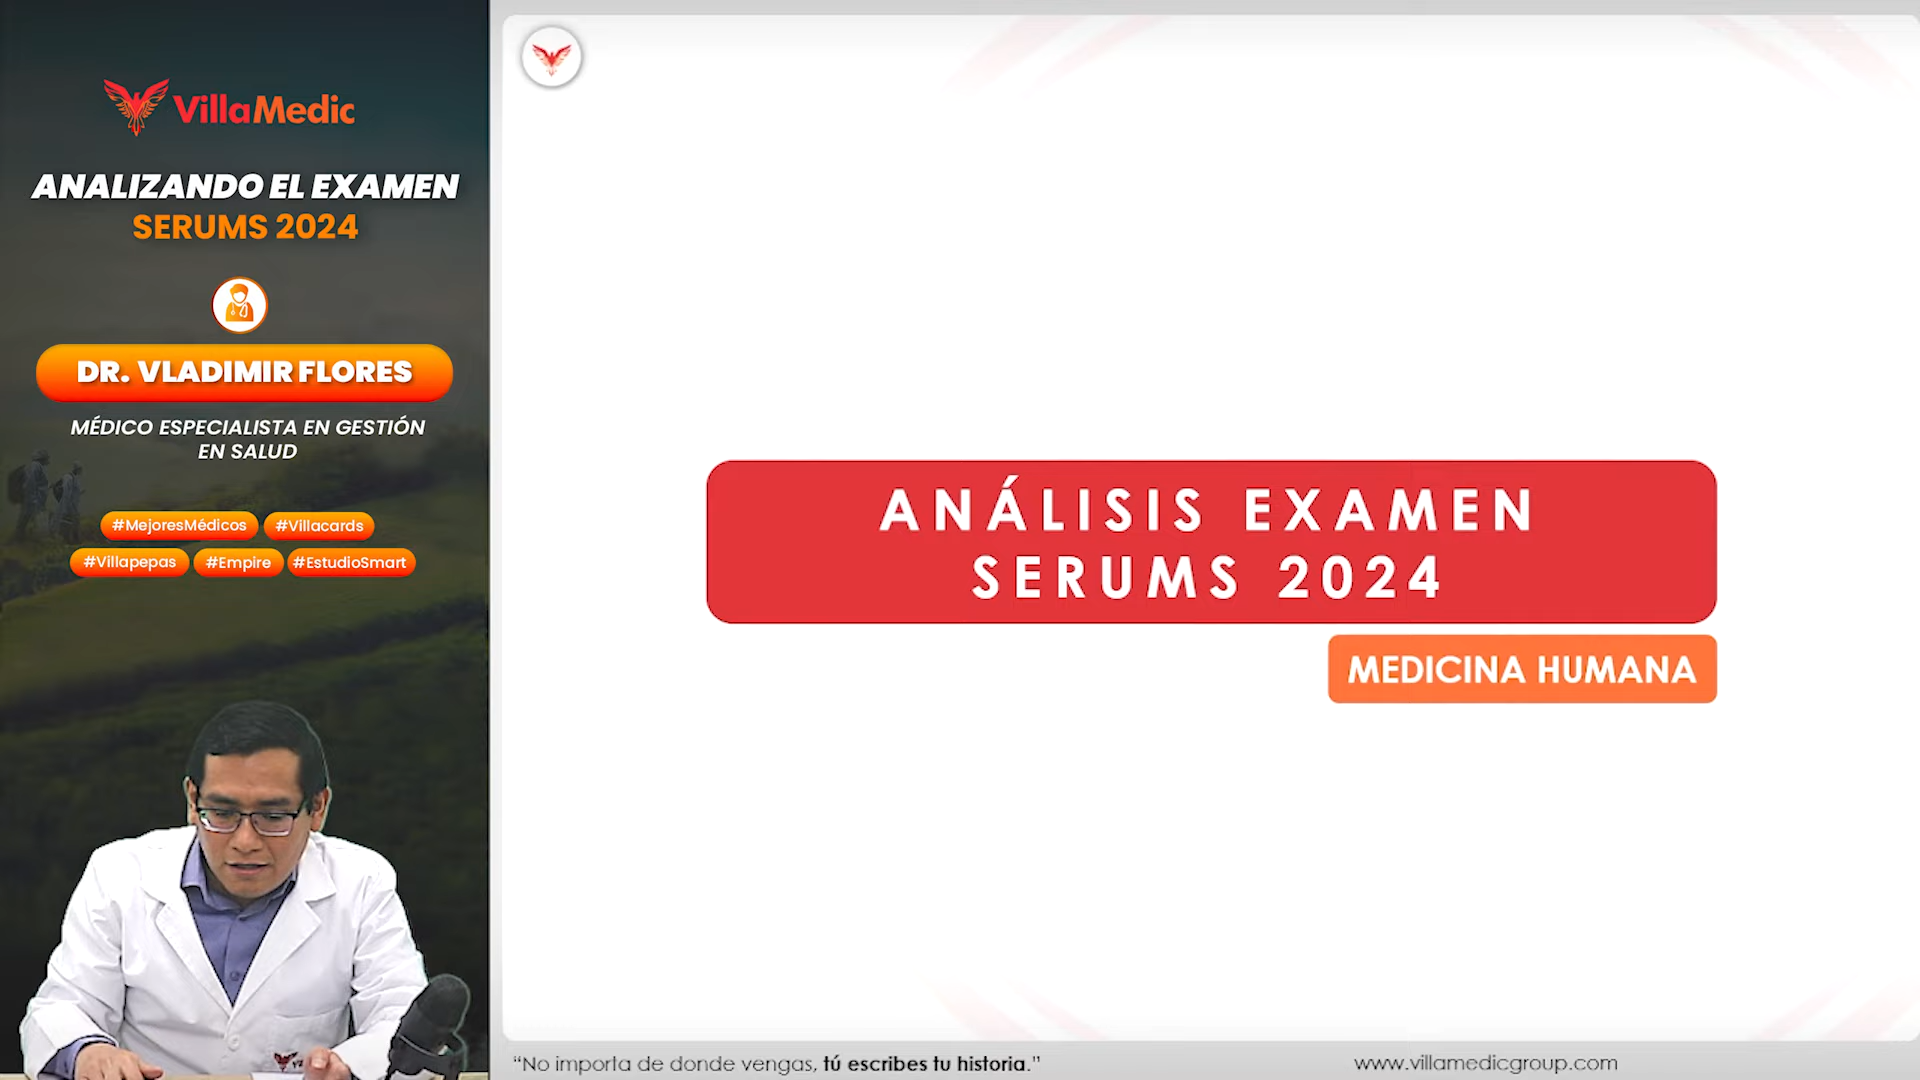 VillaMedic
ANALIZANDO EL EXAMEN
SERUMS 2024
DR. VLADIMIR FLORES
MÉDICO ESPECIALISTA EN GESTIÓN
EN SALUD
#MejoresMédicos #Villacards
#Villapepas #Empire #EstudioSmart
ANÁLISIS EXAMEN
SERUMS 2024
MEDICINA HUMANA
“No importa de donde vengas, tú escribes tu historia.”
www.villamedicgroup.com